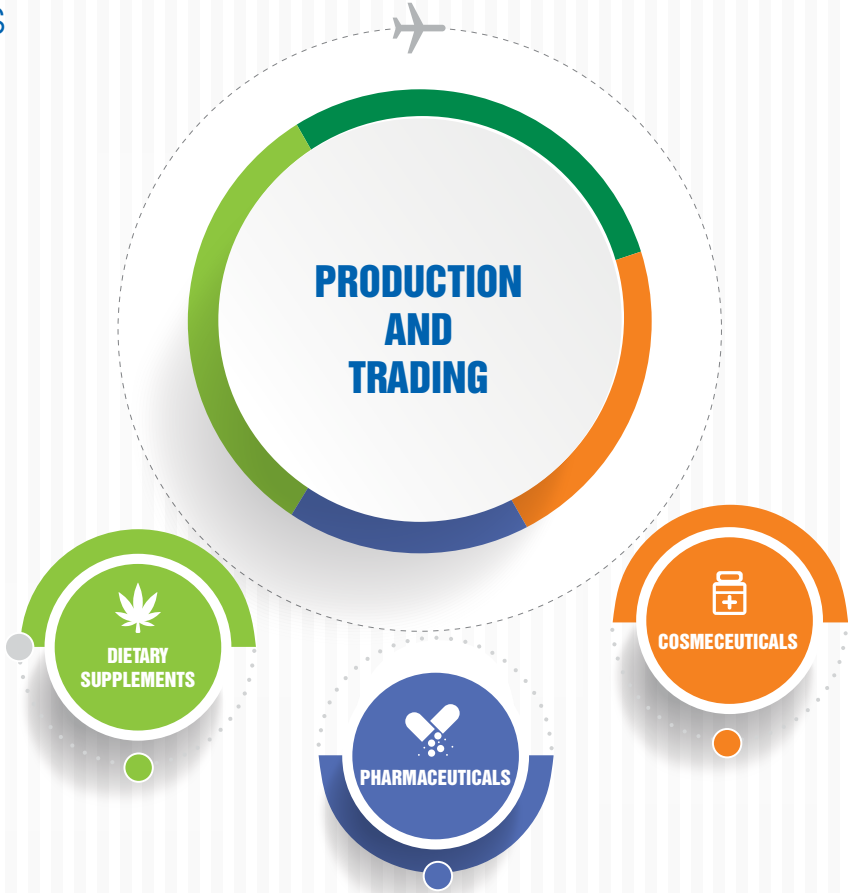 S
PRODUCTION
AND
TRADING
DIETARY
SUPPLEMENTS
COSMECEUTICALS
PHARMACEUTICALS